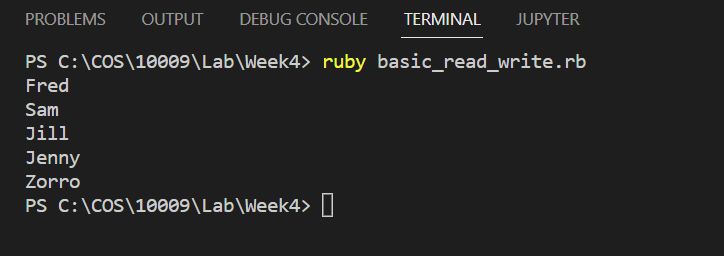 PROBLEMS OUTPUT DEBUG CONSOLE TERMINAL JUPYTER
PS C:\COS\10009\Lab\Week4> ruby basic_read_write.rb
Fred
Sam
Jill
Jenny
Zorro
PS C:\COS\10009\Lab\Week4>